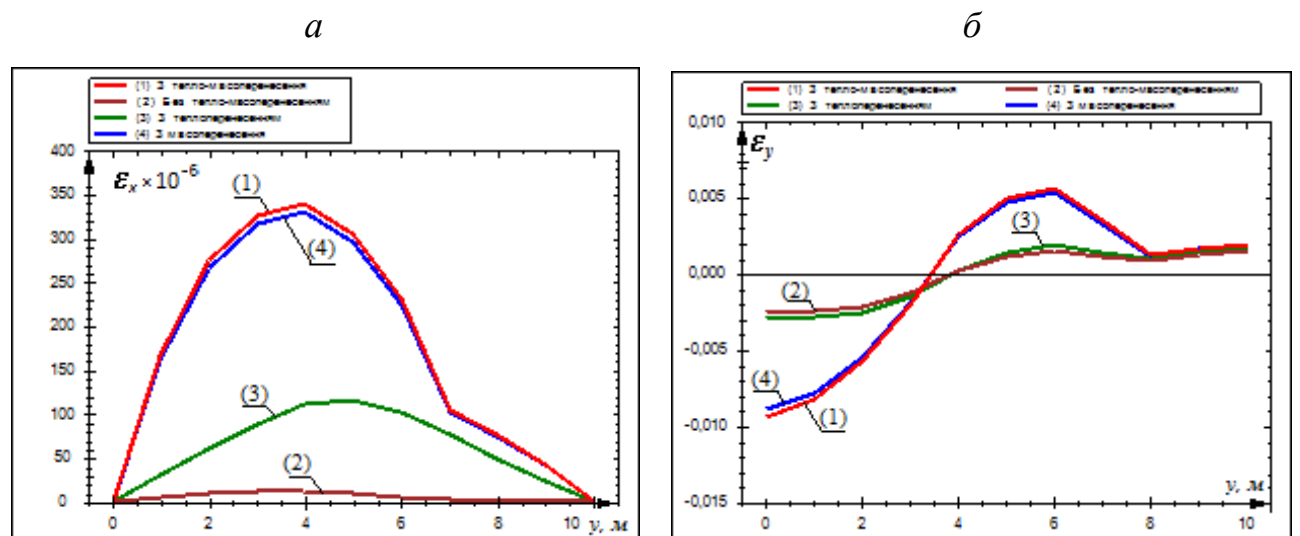 а
б
(1) З тепло-масоперенесення
(2) Без тепло-масоперенесенням
(3) З теплоперенесенням
(4) З масоперенесення
400
350
300
250
200
150
100
50
0
ε_x × 10⁻⁶
(1)
(4)
(3)
(2)
0 2 4 6 8 10 y, м
(1) З тепло-масоперенесення (2) Без тепло-масоперенесенням
(3) З теплоперенесенням (4) З масоперенесення
0,010
0,005
0,000
-0,005
-0,010
-0,015
ε_y
(3)
(2)
(4)
(1)
y, м
0 2 4 6 8 10